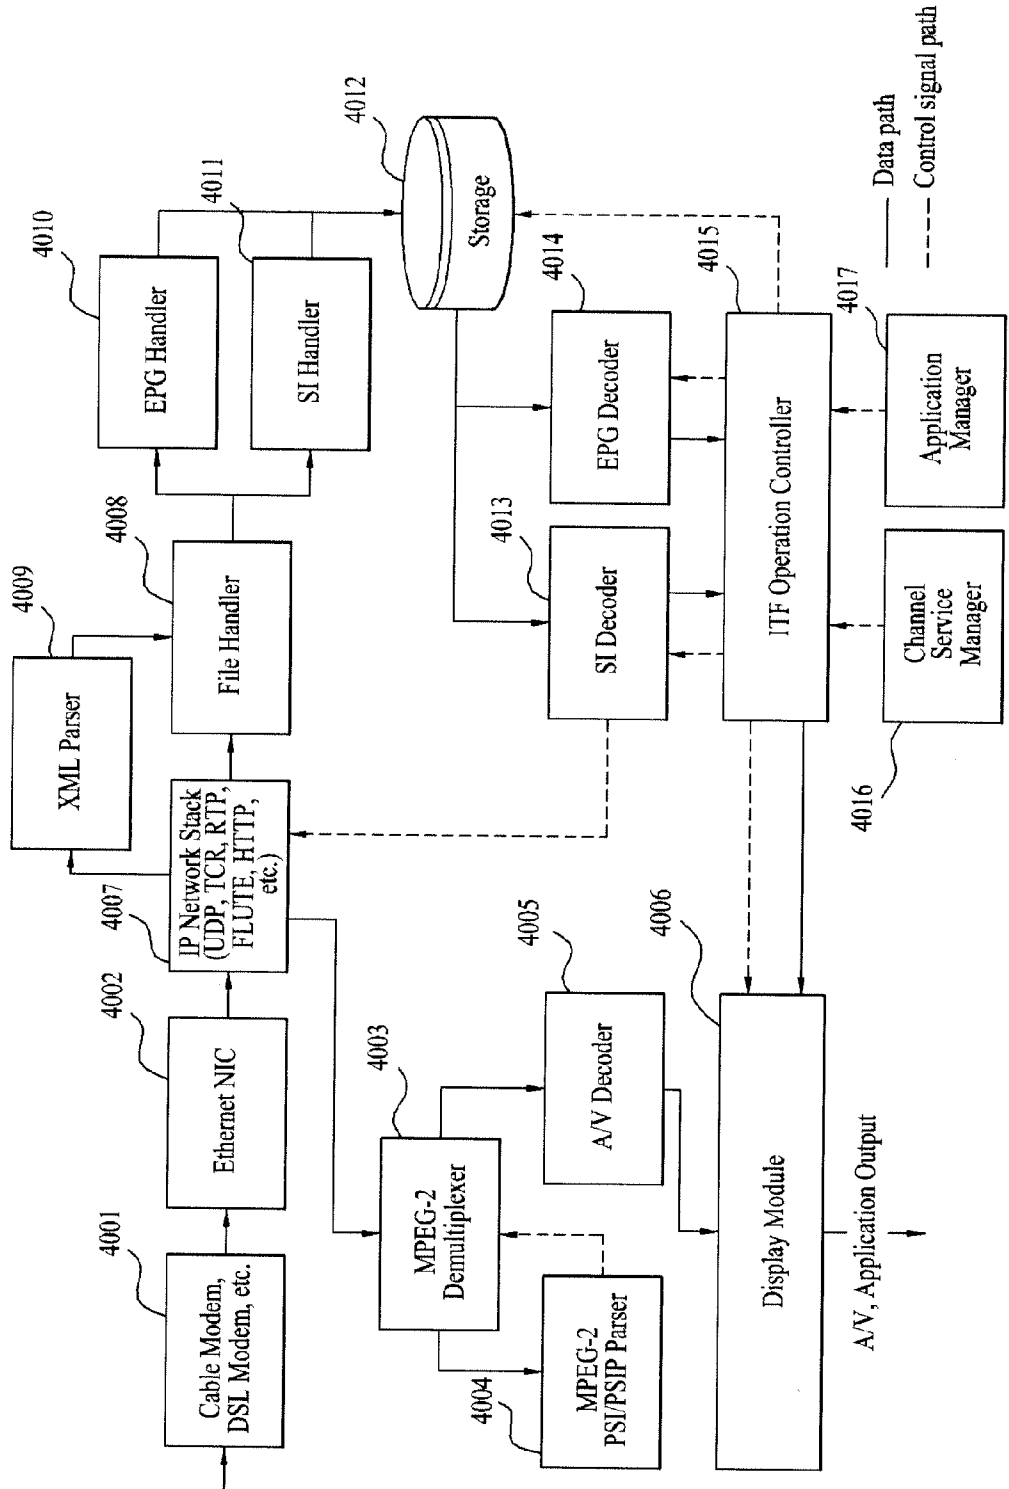 4001
Cable Modem,
DSL Modem, etc.
4002
Ethernet NIC
4007
IP Network Stack
(UDP, TCR, RTP,
FLUTE, HTTP,
etc.)
4009
XML Parser
4008
File Handler
4010
EPG Handler
4011
SI Handler
4012
Storage
4003
MPEG-2
Demultiplexer
4004
MPEG-2
PSI/PSIP Parser
4005
A/V Decoder
4013
SI Decoder
4014
EPG Decoder
4006
Display Module
4015
ITF Operation Controller
4016
Channel
Service
Manager
4017
Application
Manager
A/V, Application Output
Data path
Control signal path